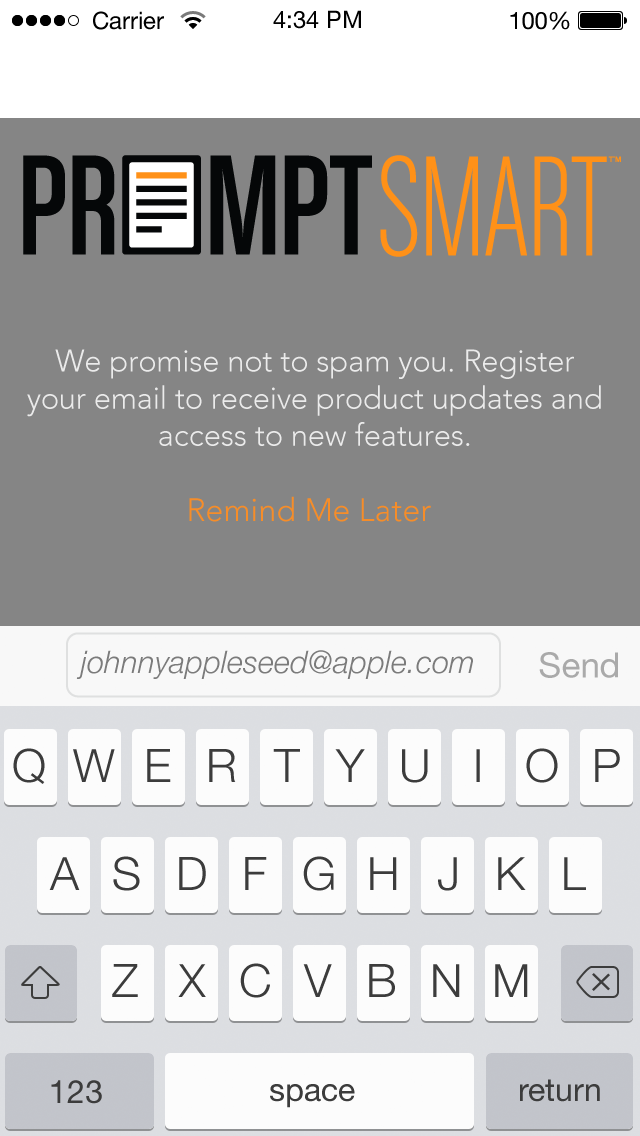 Carrier 4:34 PM 100%
PROMPTSMART™
We promise not to spam you. Register
your email to receive product updates and
access to new features.
Remind Me Later
johnnyappleseed@apple.com Send
Q W E R T Y U I O P
A S D F G H J K L
Z X C V B N M
123 space return